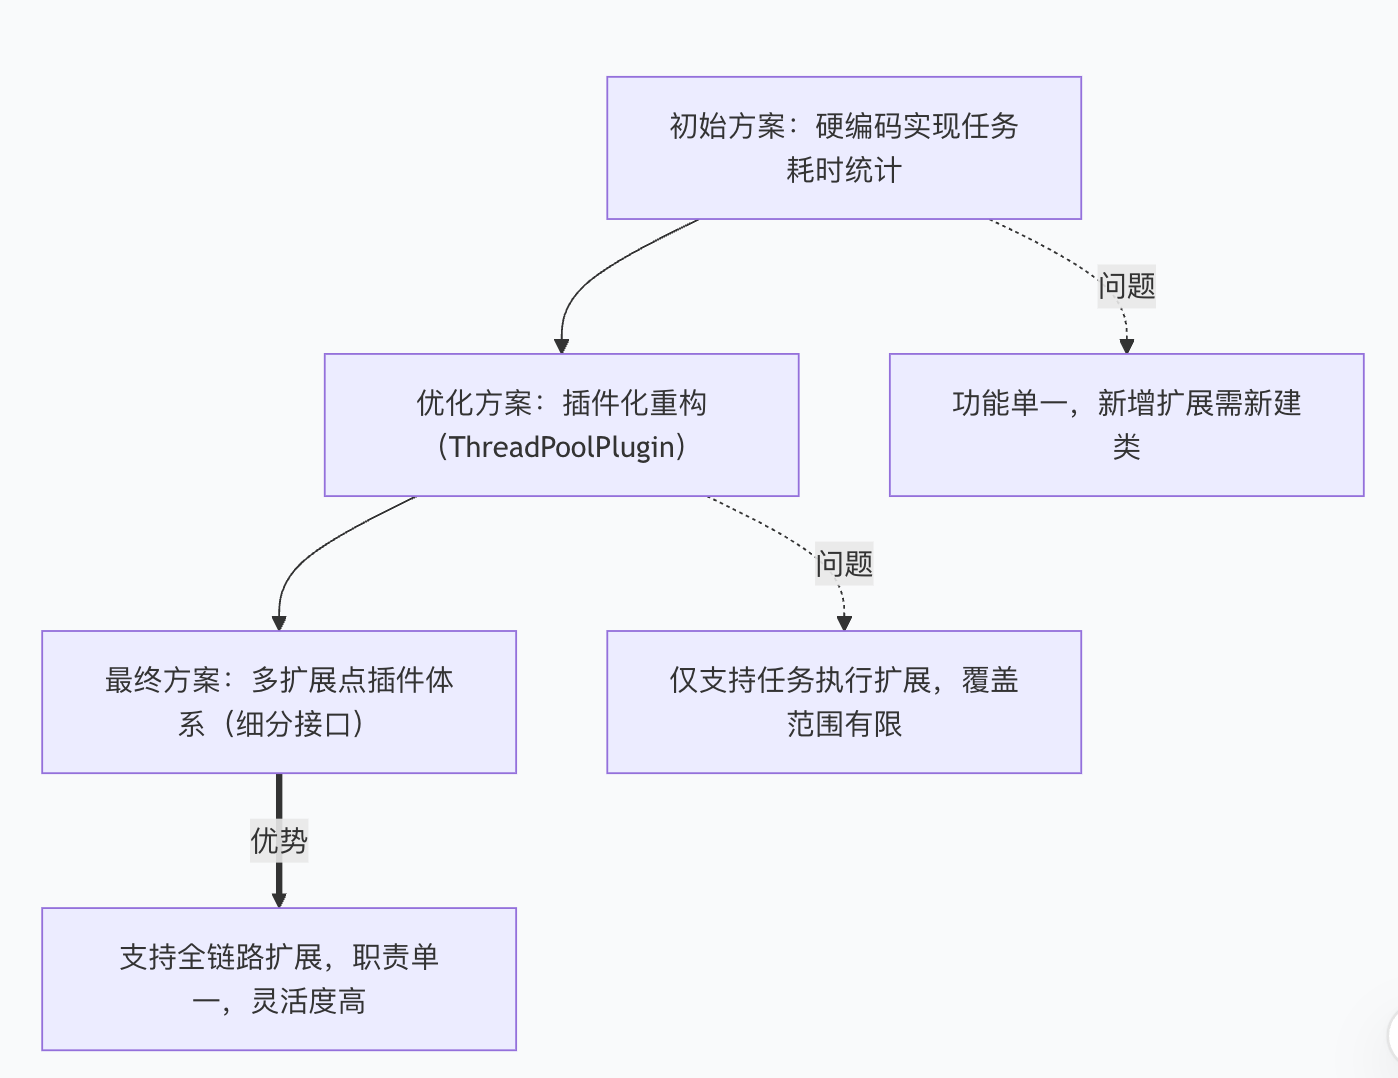 初始方案：硬编码实现任务
耗时统计
问题
优化方案：插件化重构
（ThreadPoolPlugin）
功能单一，新增扩展需新建
类
问题
最终方案：多扩展点插件体
系（细分接口）
仅支持任务执行扩展，覆盖
范围有限
优势
支持全链路扩展，职责单
一，灵活度高